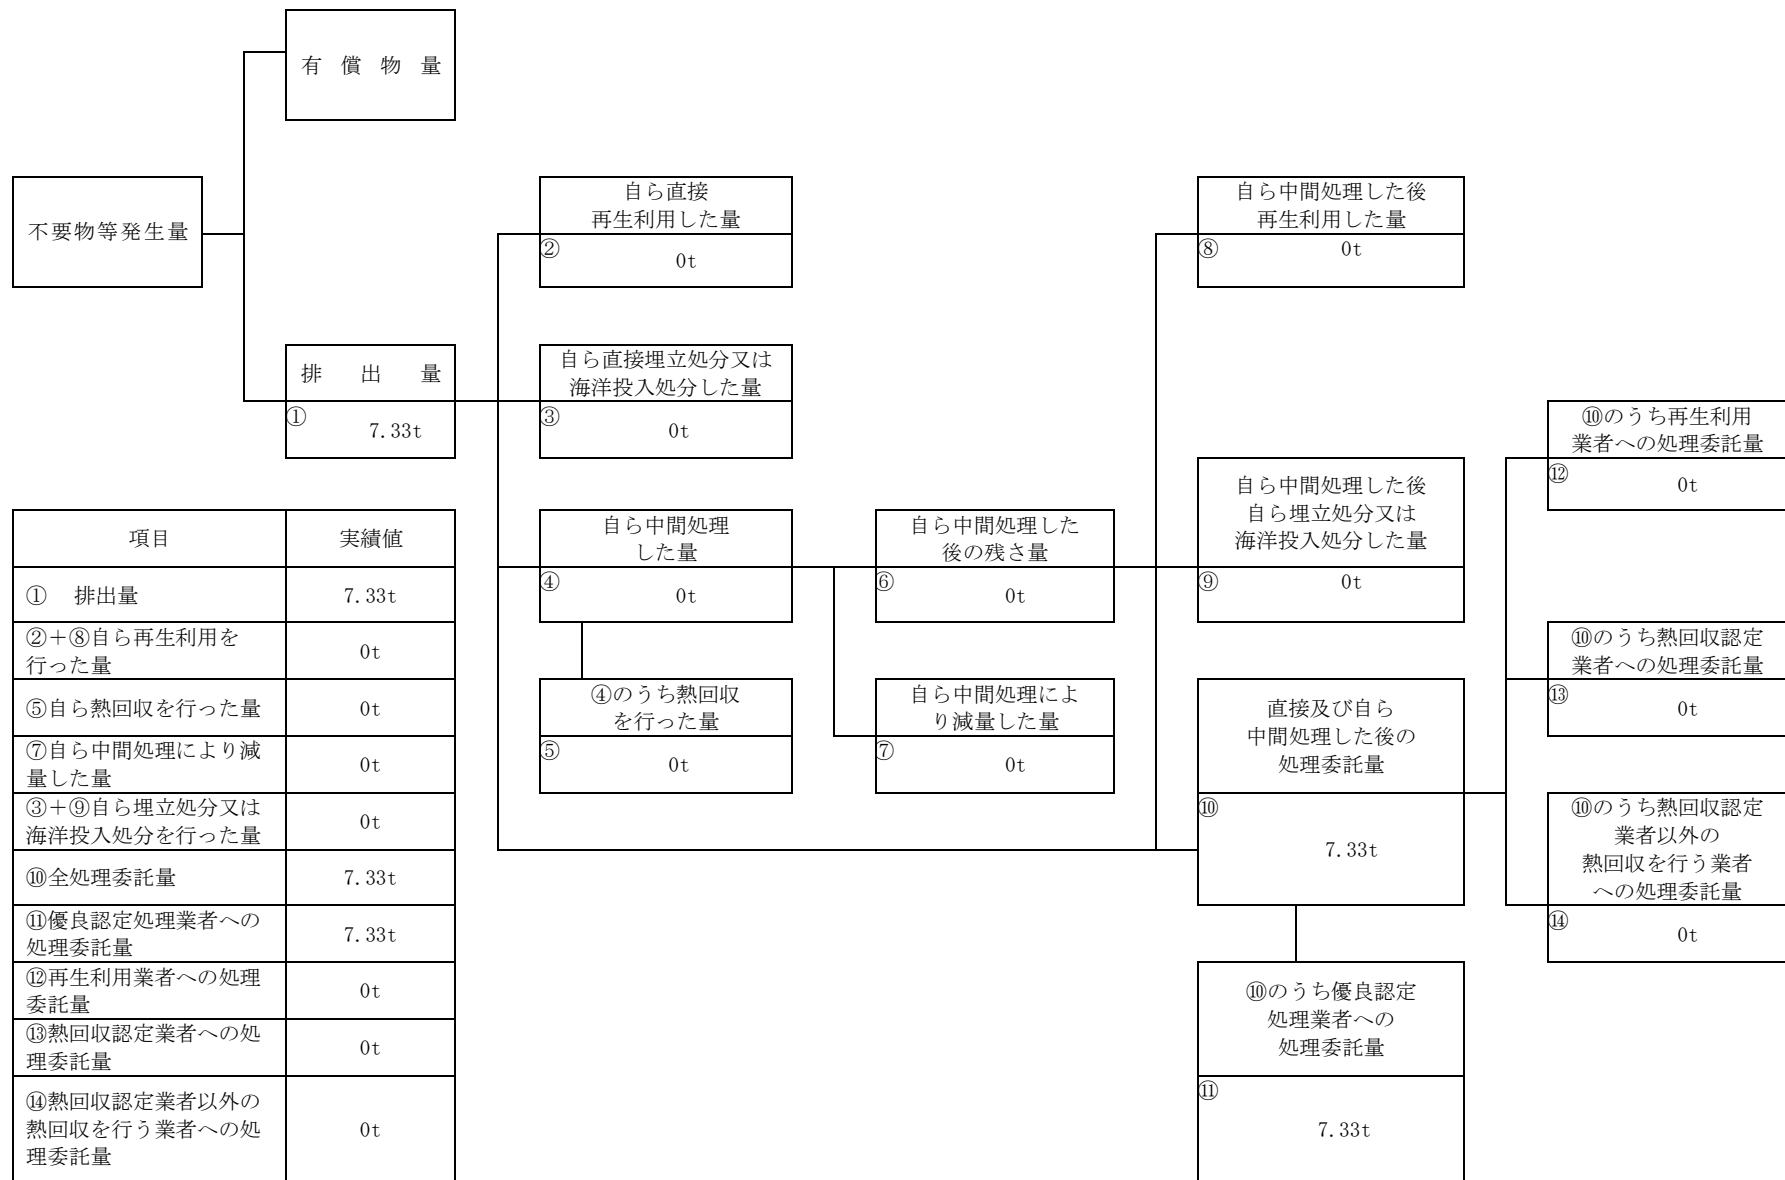 有償物量
不要物等発生量
排出量
① 7.33t
自ら直接
再生利用した量
② 0t
自ら直接埋立処分又は
海洋投入処分した量
③ 0t
自ら中間処理
した量
④ 0t
④のうち熱回収
を行った量
⑤ 0t
自ら中間処理した
後の残さ量
⑥ 0t
自ら中間処理によ
り減量した量
⑦ 0t
自ら中間処理した後
再生利用した量
⑧ 0t
自ら中間処理した後
自ら埋立処分又は
海洋投入処分した量
⑨ 0t
直接及び自ら
中間処理した後の
処理委託量
⑩
7.33t
⑩のうち優良認定
処理業者への
処理委託量
⑪
7.33t
⑩のうち再生利用
業者への処理委託量
⑫ 0t
⑩のうち熱回収認定
業者への処理委託量
⑬ 0t
⑩のうち熱回収認定
業者以外の
熱回収を行う業者
への処理委託量
⑭ 0t
項目 実績値
① 排出量 7.33t
②+⑧自ら再生利用を
行った量 0t
⑤自ら熱回収を行った量 0t
⑦自ら中間処理により減
量した量 0t
③+⑨自ら埋立処分又は
海洋投入処分を行った量 0t
⑩全処理委託量 7.33t
⑪優良認定処理業者への
処理委託量 7.33t
⑫再生利用業者への処理
委託量 0t
⑬熱回収認定業者への処
理委託量 0t
⑭熱回収認定業者以外の
熱回収を行う業者への処
理委託量 0t